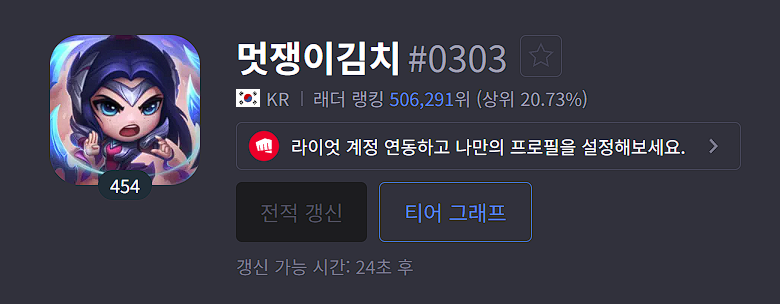 멋쟁이김치 #0303
KR | 래더 랭킹 506,291위 (상위 20.73%)
라이엇 계정 연동하고 나만의 프로필을 설정해보세요.
454
전적 갱신 티어 그래프
갱신 가능 시간: 24초 후